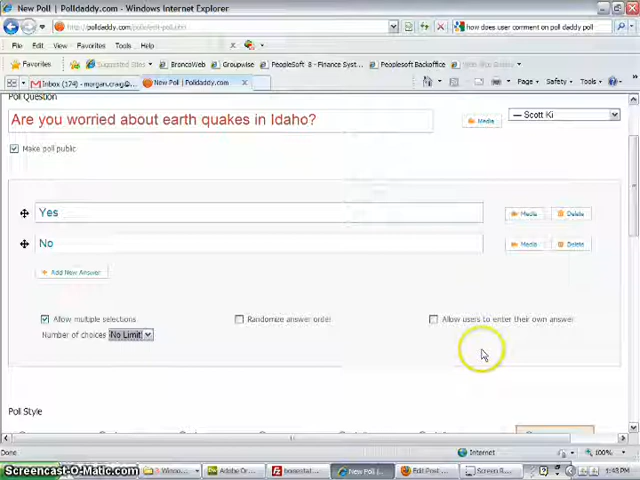 New Poll | Polldaddy.com - Windows Internet Explorer
how does user comment on poll daddy poll
File Edit View Favorites Tools Help
Favorites BroncoWeb Groupwise PeopleSoft 8 - Finance Syst... Peoplesoft Backoffice
New Poll | Polldaddy.com
Page Safety Tools
Poll Question
Are you worried about earth quakes in Idaho?
Media
— Scott Ki
Make poll public
Yes
Media Delete
No
Media Delete
Add New Answer
Allow multiple selections Randomize answer order Allow users to enter their own answer
Number of choices No Limit
Poll Style
Done Internet 100%
Screencast-O-Matic.com New Poll | 1:43 PM